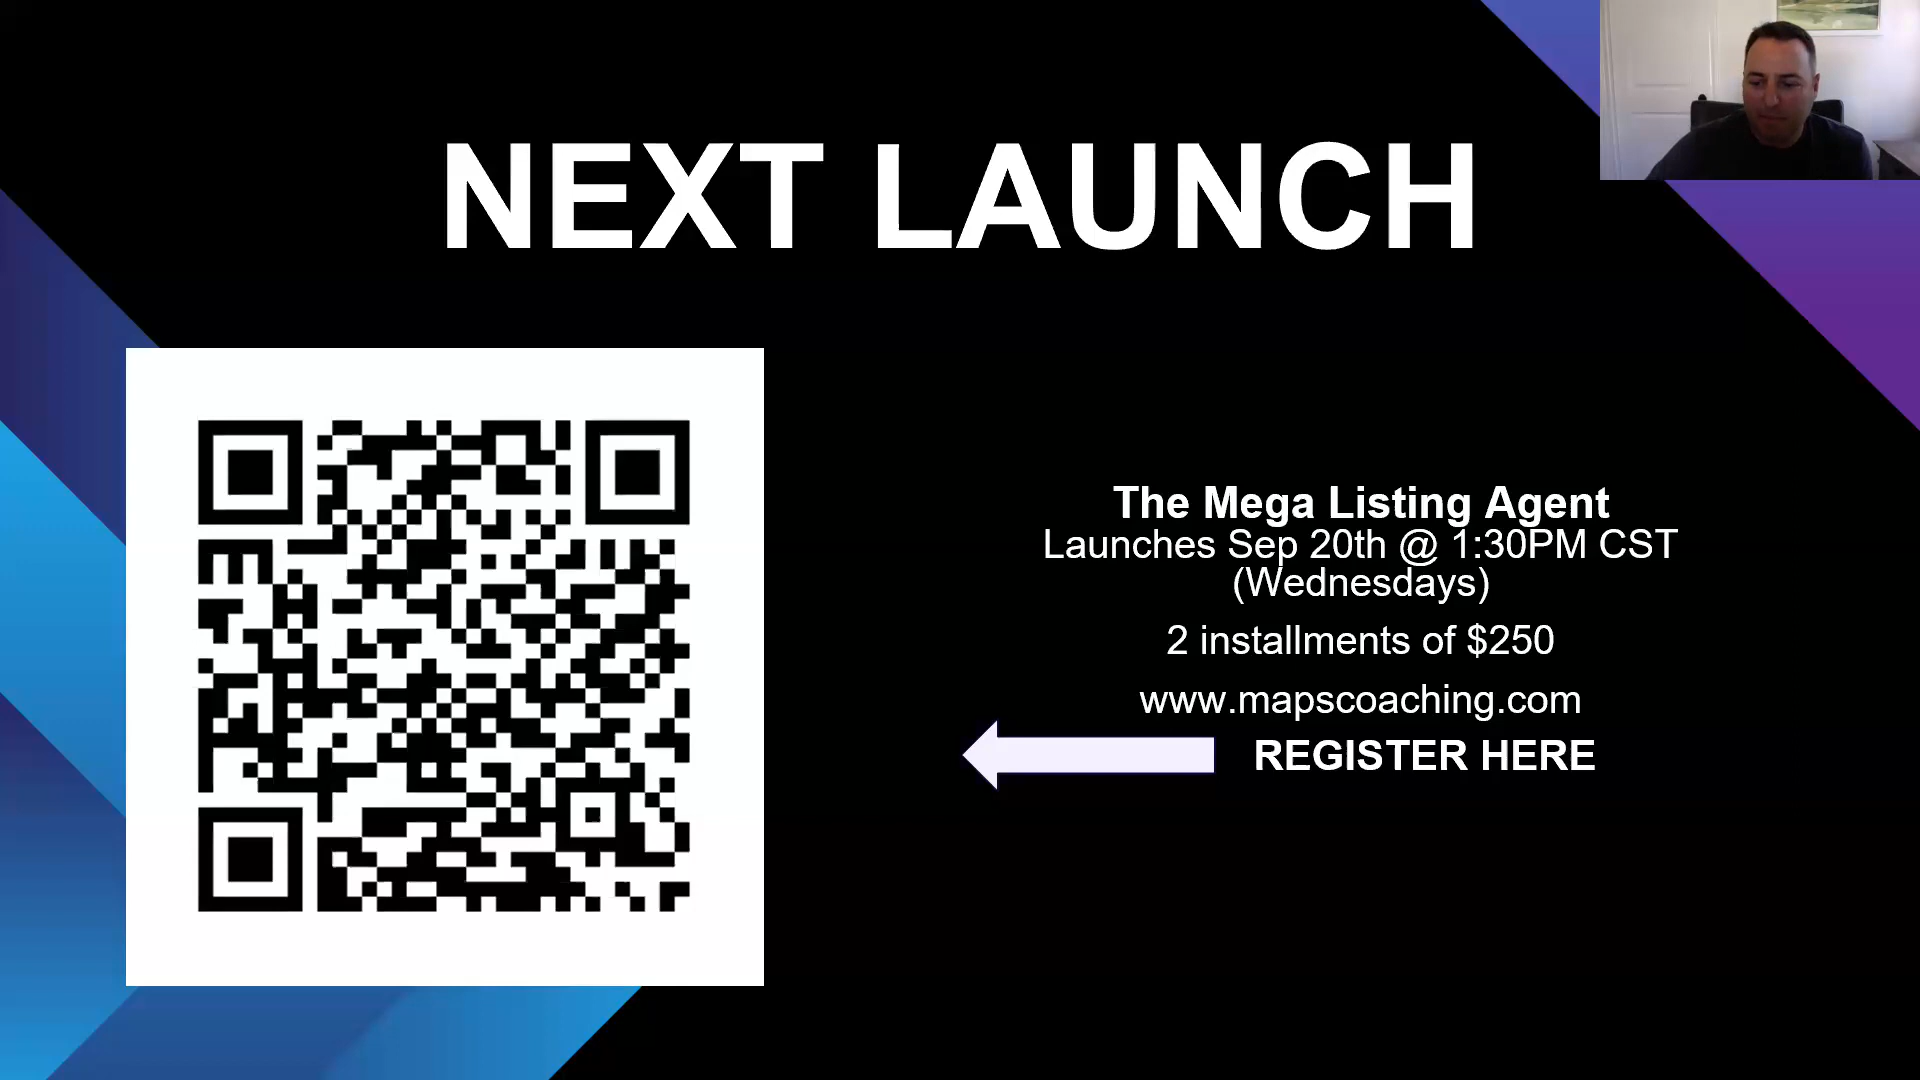 NEXT LAUNCH
The Mega Listing Agent
Launches Sep 20th @ 1:30PM CST
(Wednesdays)
2 installments of $250
www.mapscoaching.com
REGISTER HERE